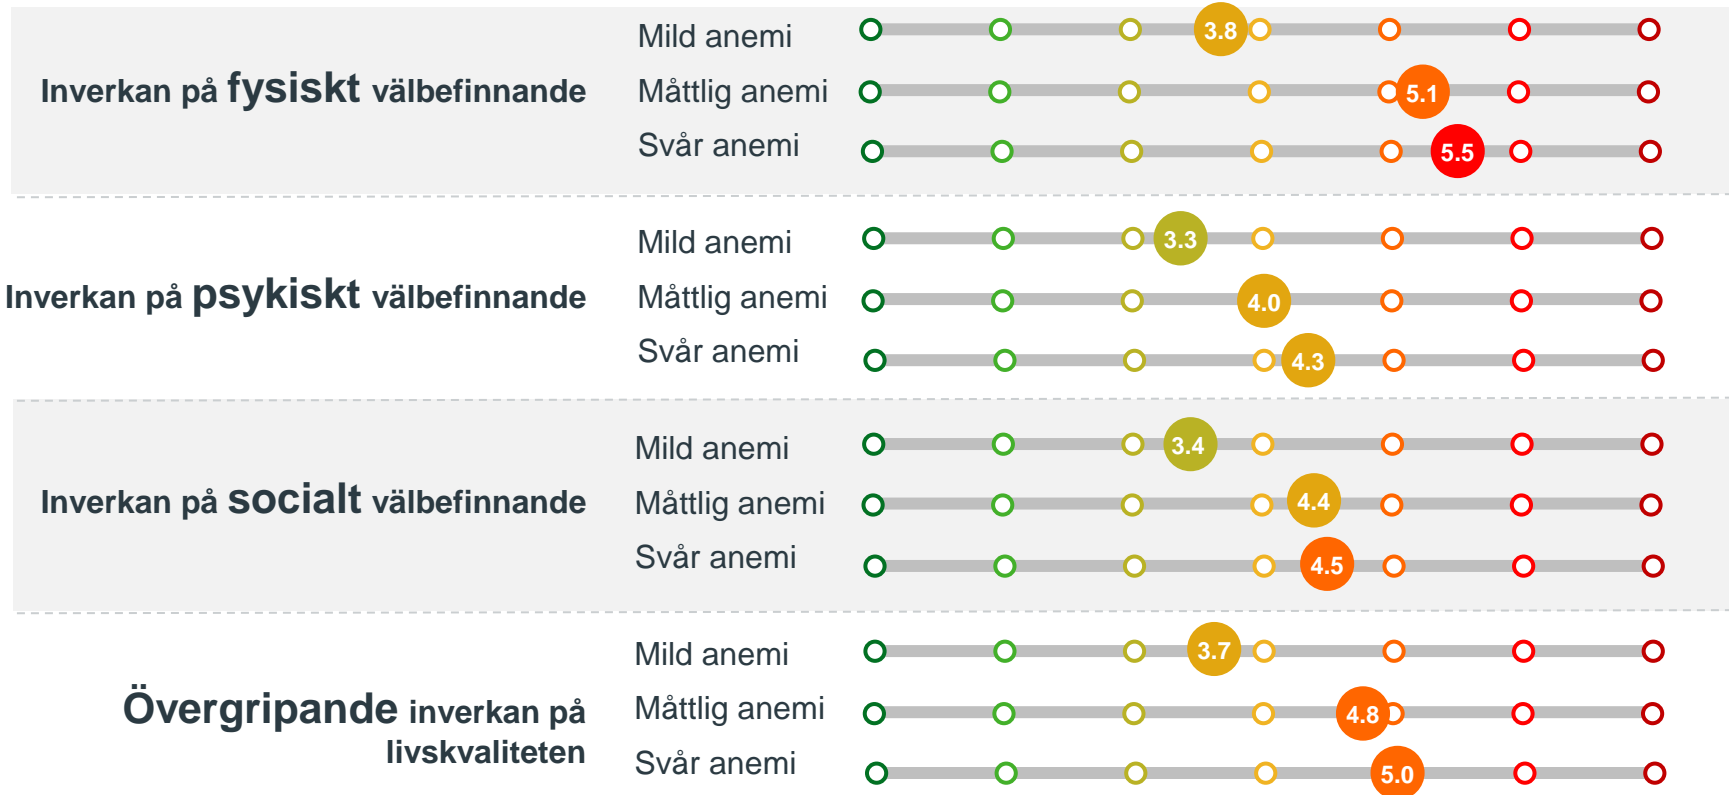 Mild anemi 3.8
Inverkan på fysiskt välbefinnande
Måttlig anemi 5.1
Svår anemi 5.5
Mild anemi 3.3
Inverkan på psykiskt välbefinnande
Måttlig anemi 4.0
Svår anemi 4.3
Mild anemi 3.4
Inverkan på socialt välbefinnande
Måttlig anemi 4.4
Svår anemi 4.5
Mild anemi 3.7
Övergripande inverkan på
livskvaliteten
Måttlig anemi 4.8
Svår anemi 5.0